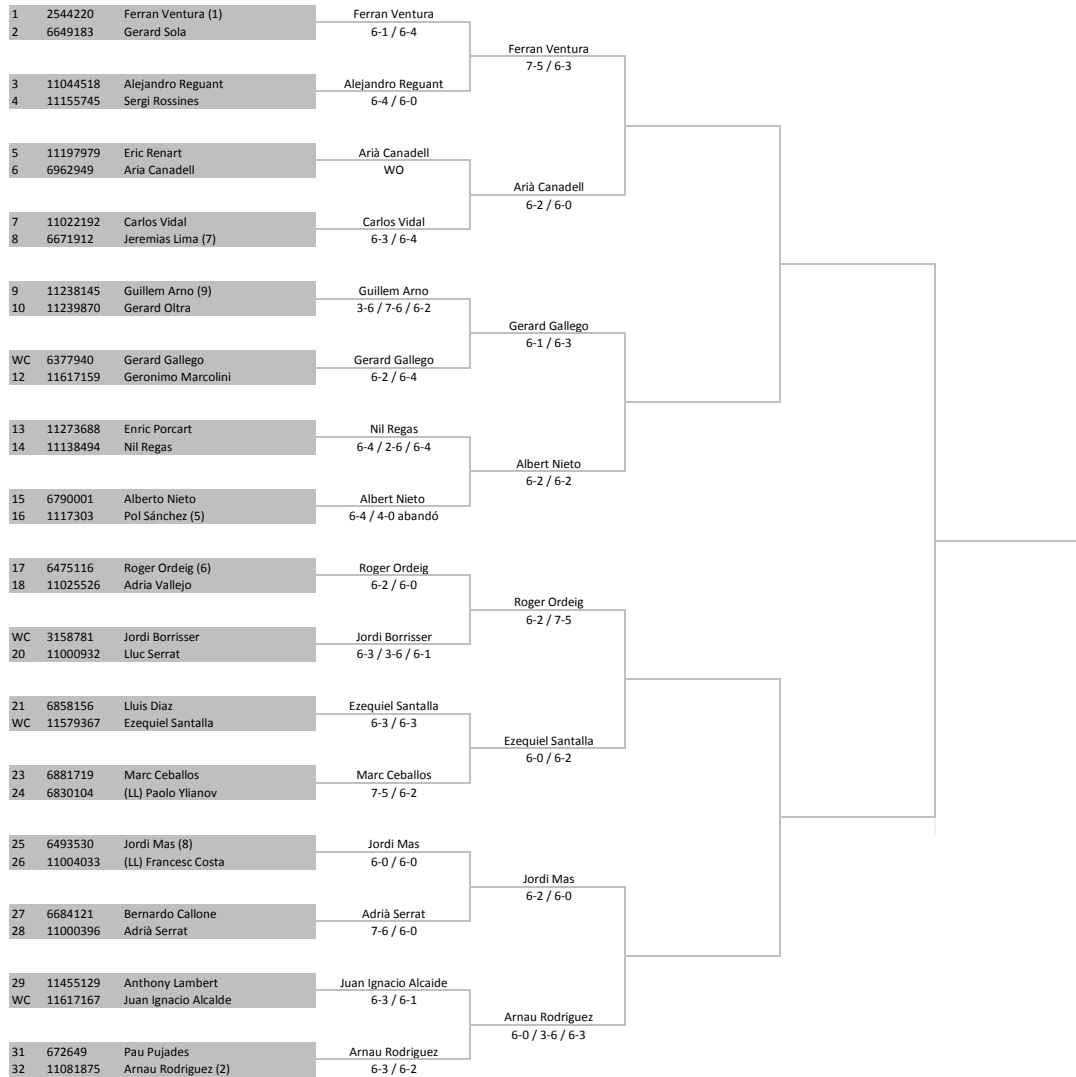 1 2544220 Ferran Ventura (1) Ferran Ventura
2 6649183 Gerard Sola 6-1 / 6-4
Ferran Ventura
7-5 / 6-3
3 11044518 Alejandro Reguant Alejandro Reguant
4 11155745 Sergi Rossines 6-4 / 6-0
5 11197979 Eric Renart Arià Canadell
6 6962949 Aria Canadell WO
Arià Canadell
6-2 / 6-0
7 11022192 Carlos Vidal Carlos Vidal
8 6671912 Jeremias Lima (7) 6-3 / 6-4
9 11238145 Guillem Arno (9) Guillem Arno
10 11239870 Gerard Oltra 3-6 / 7-6 / 6-2
Gerard Gallego
6-1 / 6-3
WC 6377940 Gerard Gallego Gerard Gallego
12 11617159 Geronimo Marcolini 6-2 / 6-4
13 11273688 Enric Porcart Nil Regas
14 11138494 Nil Regas 6-4 / 2-6 / 6-4
Albert Nieto
6-2 / 6-2
15 6790001 Alberto Nieto Albert Nieto
16 1117303 Pol Sánchez (5) 6-4 / 4-0 abandó
17 6475116 Roger Ordeig (6) Roger Ordeig
18 11025526 Adria Vallejo 6-2 / 6-0
Roger Ordeig
6-2 / 7-5
WC 3158781 Jordi Borrisser Jordi Borrisser
20 11000932 Lluc Serrat 6-3 / 3-6 / 6-1
21 6858156 Lluis Diaz Ezequiel Santalla
WC 11579367 Ezequiel Santalla 6-3 / 6-3
Ezequiel Santalla
6-0 / 6-2
23 6881719 Marc Ceballos Marc Ceballos
24 6830104 (LL) Paolo Ylianov 7-5 / 6-2
25 6493530 Jordi Mas (8) Jordi Mas
26 11004033 (LL) Francesc Costa 6-0 / 6-0
Jordi Mas
6-2 / 6-0
27 6684121 Bernardo Callone Adrià Serrat
28 11000396 Adrià Serrat 7-6 / 6-0
29 11455129 Anthony Lambert Juan Ignacio Alcaide
WC 11617167 Juan Ignacio Alcalde 6-3 / 6-1
Arnau Rodriguez
6-0 / 3-6 / 6-3
31 672649 Pau Pujades Arnau Rodriguez
32 11081875 Arnau Rodriguez (2) 6-3 / 6-2